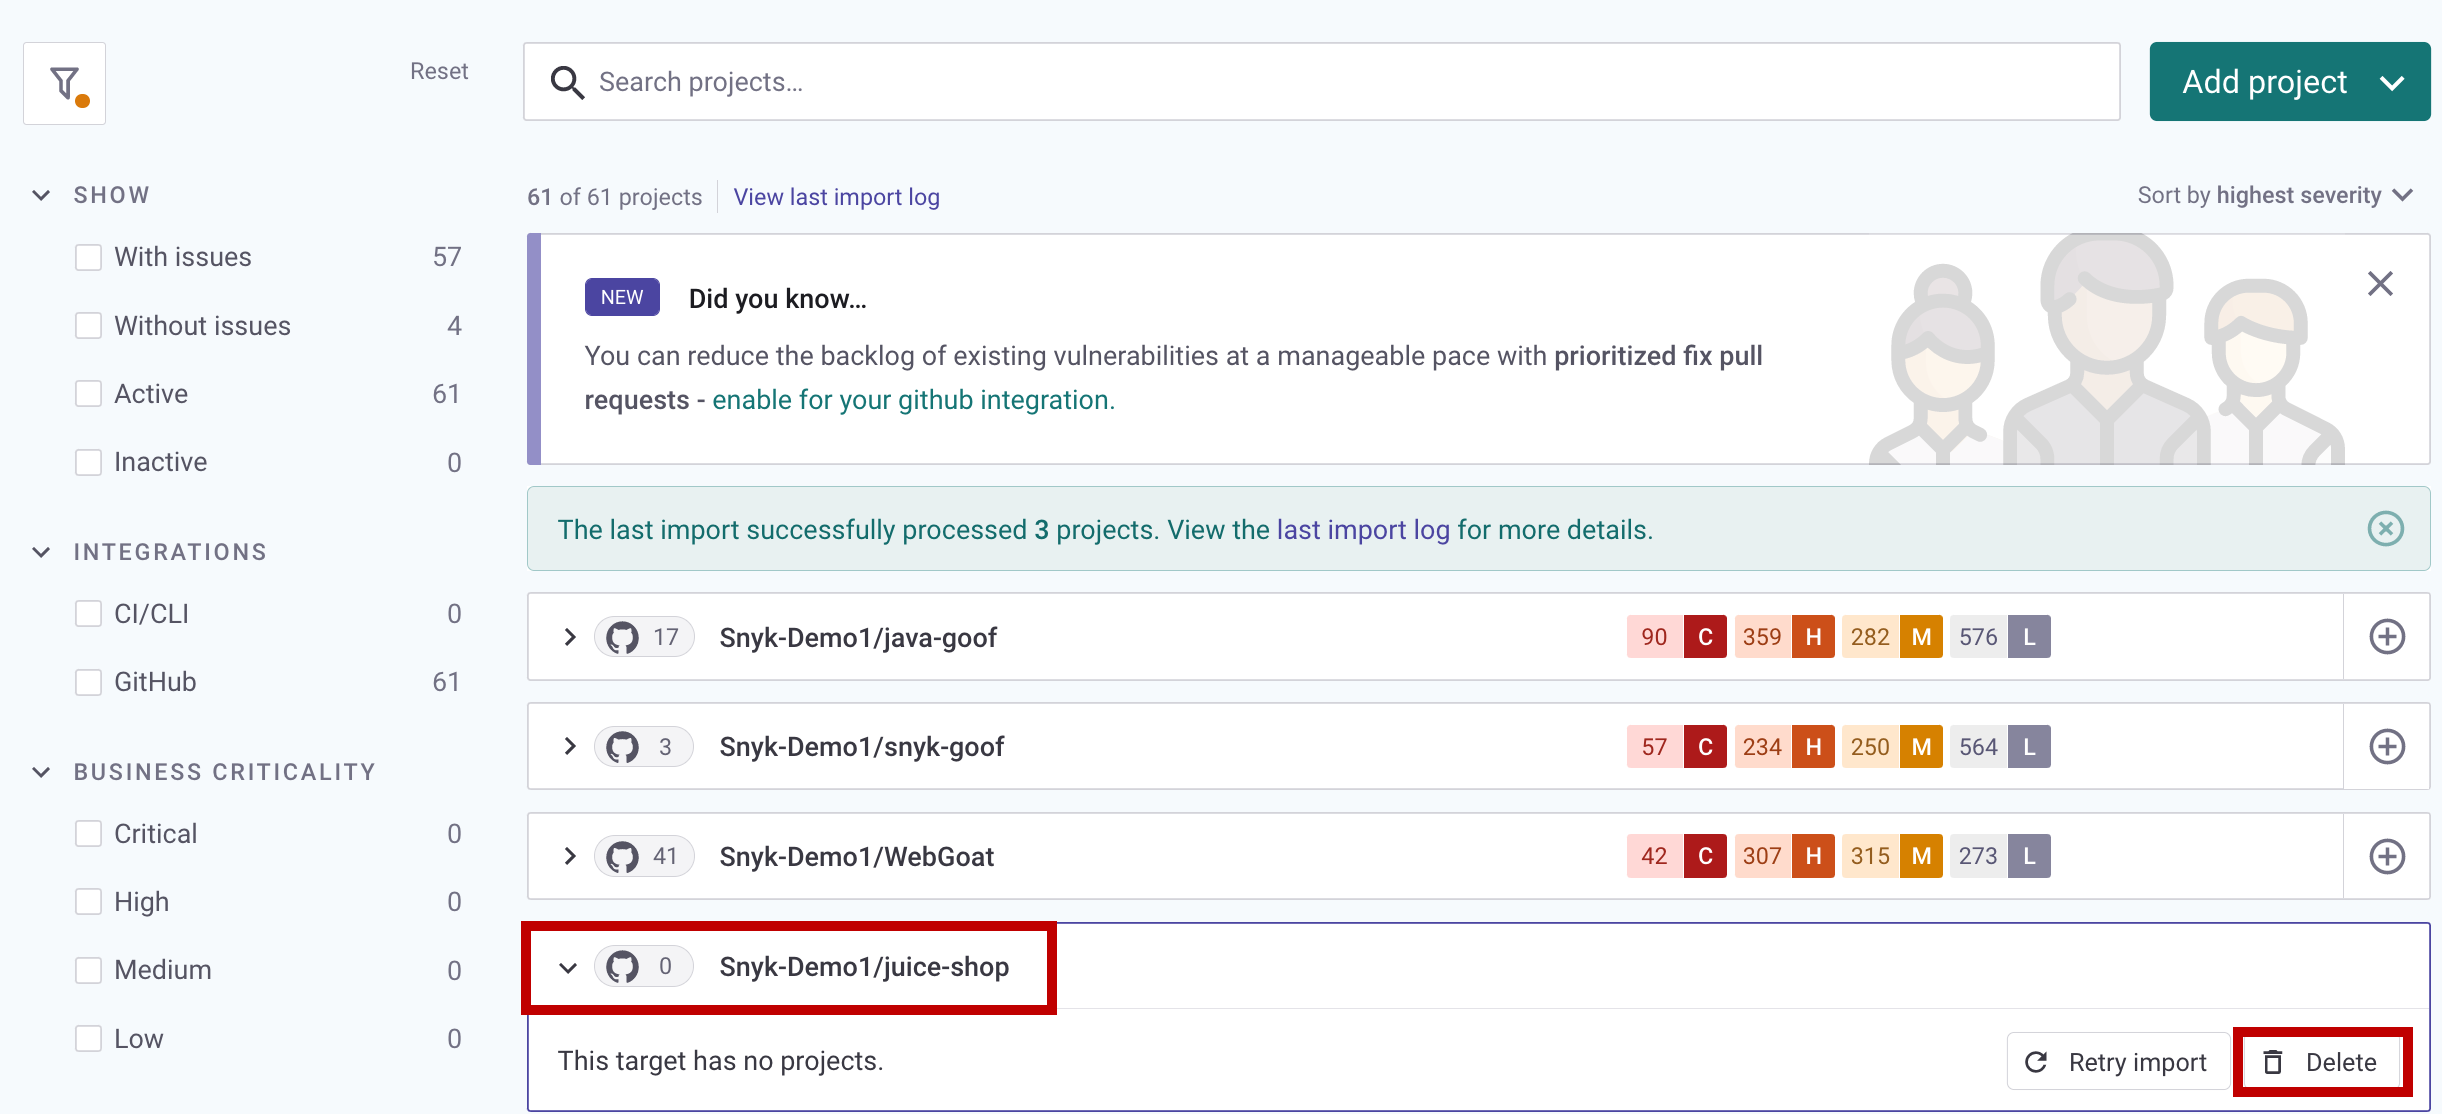 Reset
Search projects...
Add project
SHOW
With issues 57
Without issues 4
Active 61
Inactive 0
INTEGRATIONS
CI/CLI 0
GitHub 61
BUSINESS CRITICALITY
Critical 0
High 0
Medium 0
Low 0
61 of 61 projects View last import log
Sort by highest severity
NEW Did you know...
You can reduce the backlog of existing vulnerabilities at a manageable pace with prioritized fix pull
requests - enable for your github integration.
The last import successfully processed 3 projects. View the last import log for more details.
17 Snyk-Demo1/java-goof 90 C 359 H 282 M 576 L
3 Snyk-Demo1/snyk-goof 57 C 234 H 250 M 564 L
41 Snyk-Demo1/WebGoat 42 C 307 H 315 M 273 L
0 Snyk-Demo1/juice-shop
This target has no projects.
Retry import
Delete